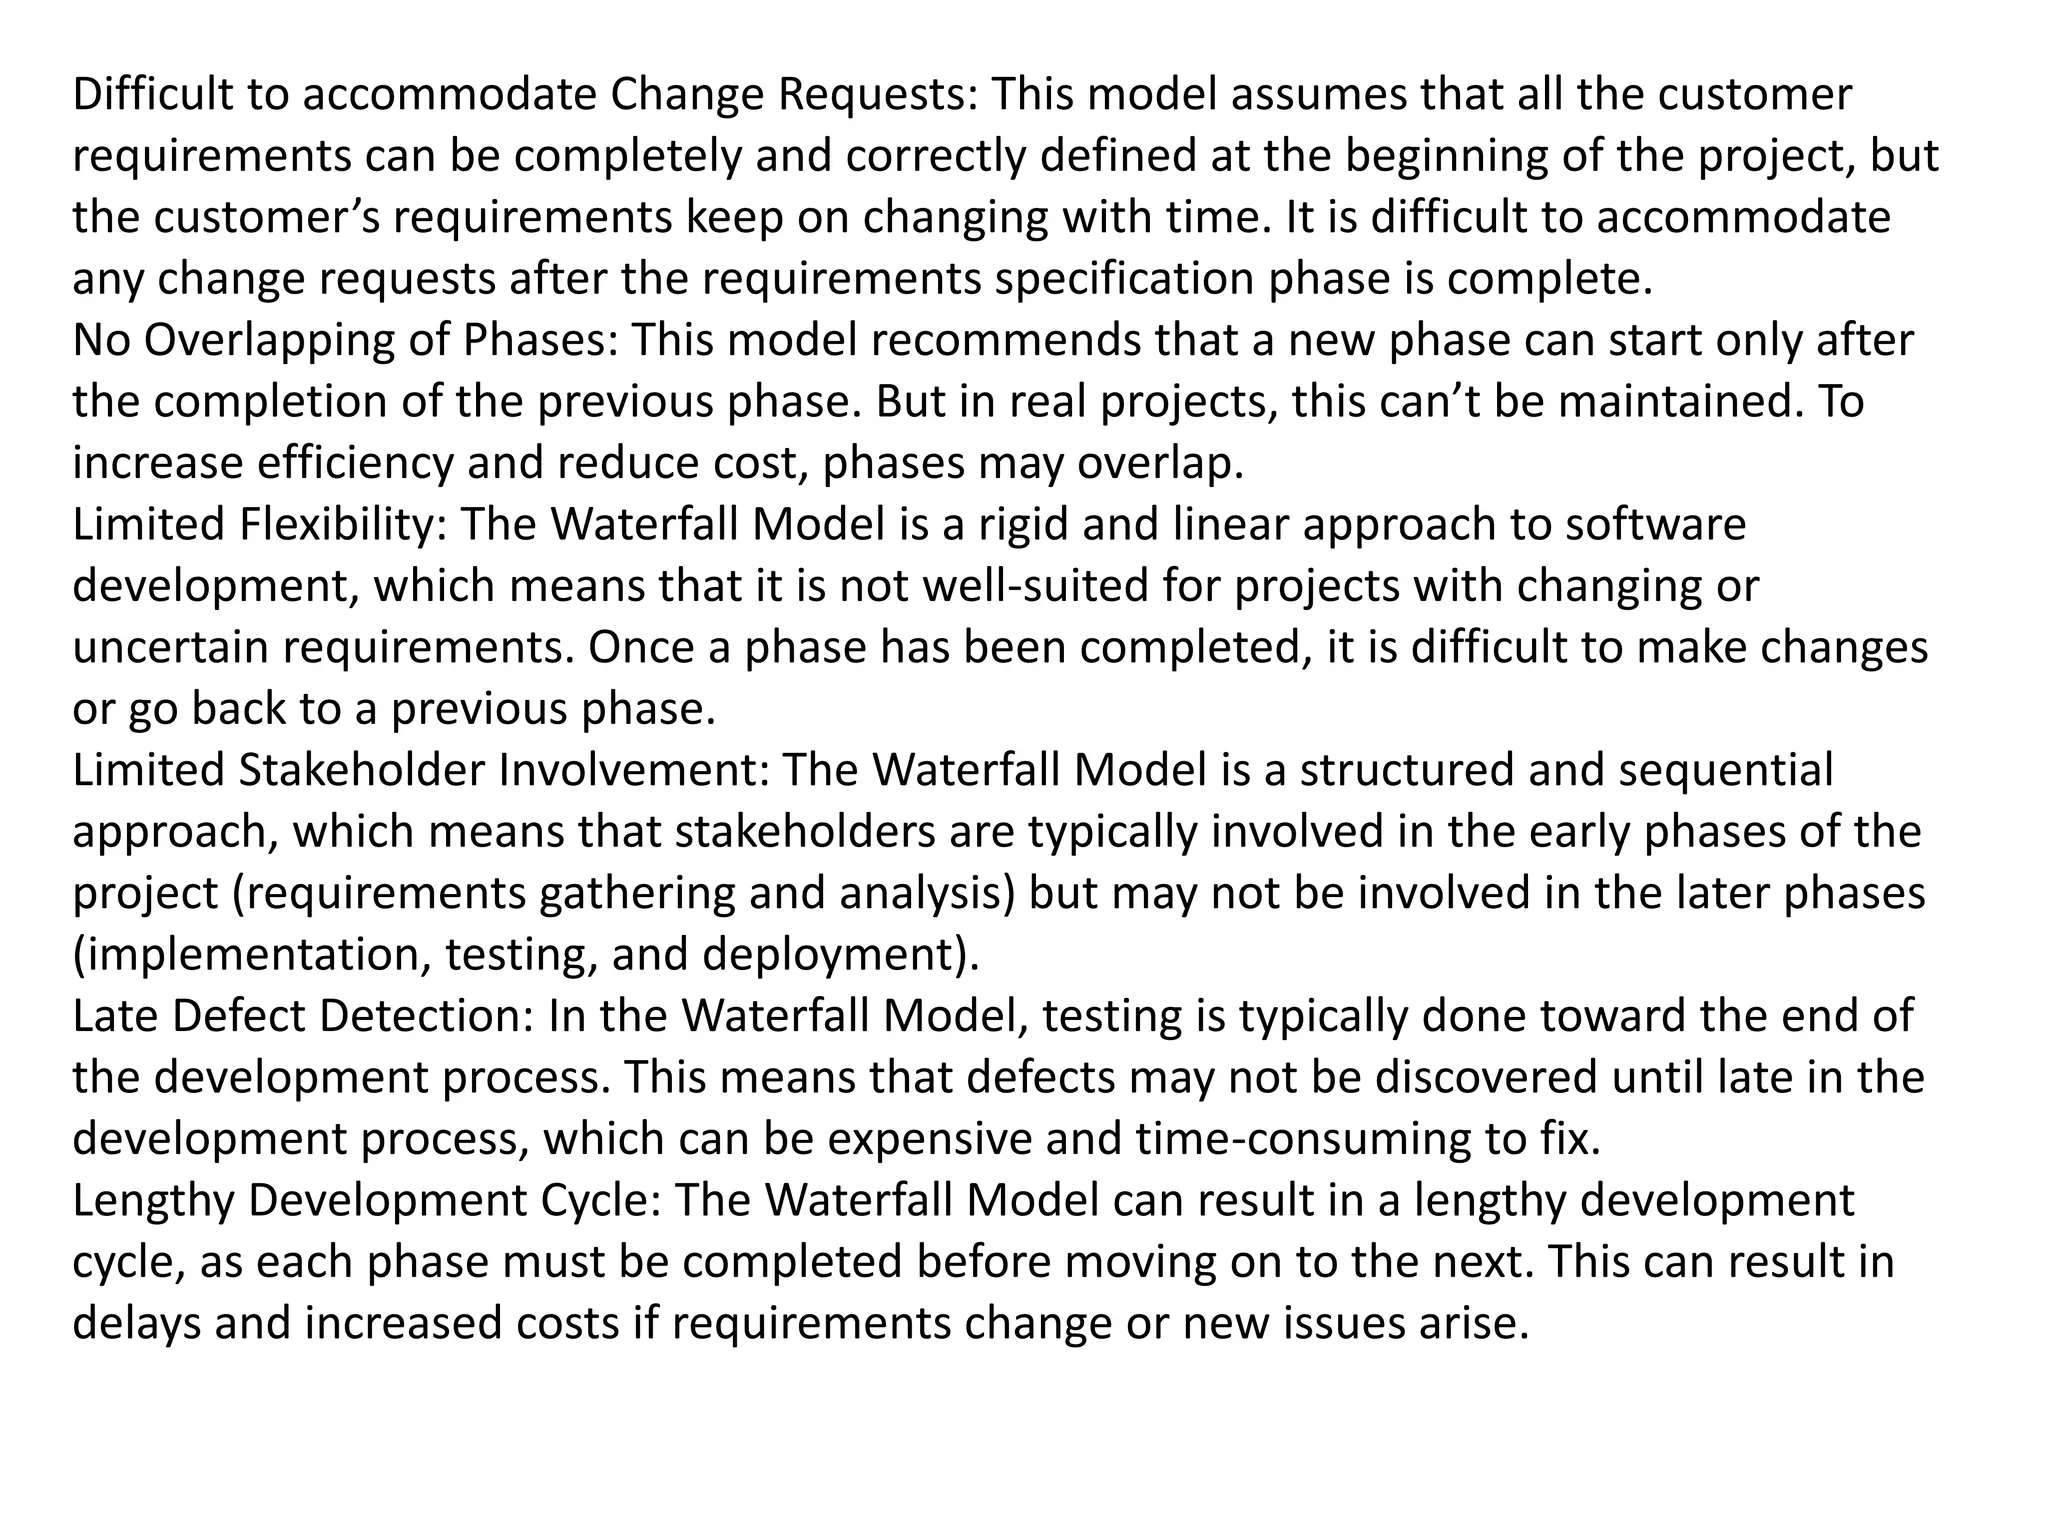 Difficult to accommodate Change Requests: This model assumes that all the customer
requirements can be completely and correctly defined at the beginning of the project, but
the customer’s requirements keep on changing with time. It is difficult to accommodate
any change requests after the requirements specification phase is complete.
No Overlapping of Phases: This model recommends that a new phase can start only after
the completion of the previous phase. But in real projects, this can’t be maintained. To
increase efficiency and reduce cost, phases may overlap.
Limited Flexibility: The Waterfall Model is a rigid and linear approach to software
development, which means that it is not well-suited for projects with changing or
uncertain requirements. Once a phase has been completed, it is difficult to make changes
or go back to a previous phase.
Limited Stakeholder Involvement: The Waterfall Model is a structured and sequential
approach, which means that stakeholders are typically involved in the early phases of the
project (requirements gathering and analysis) but may not be involved in the later phases
(implementation, testing, and deployment).
Late Defect Detection: In the Waterfall Model, testing is typically done toward the end of
the development process. This means that defects may not be discovered until late in the
development process, which can be expensive and time-consuming to fix.
Lengthy Development Cycle: The Waterfall Model can result in a lengthy development
cycle, as each phase must be completed before moving on to the next. This can result in
delays and increased costs if requirements change or new issues arise.